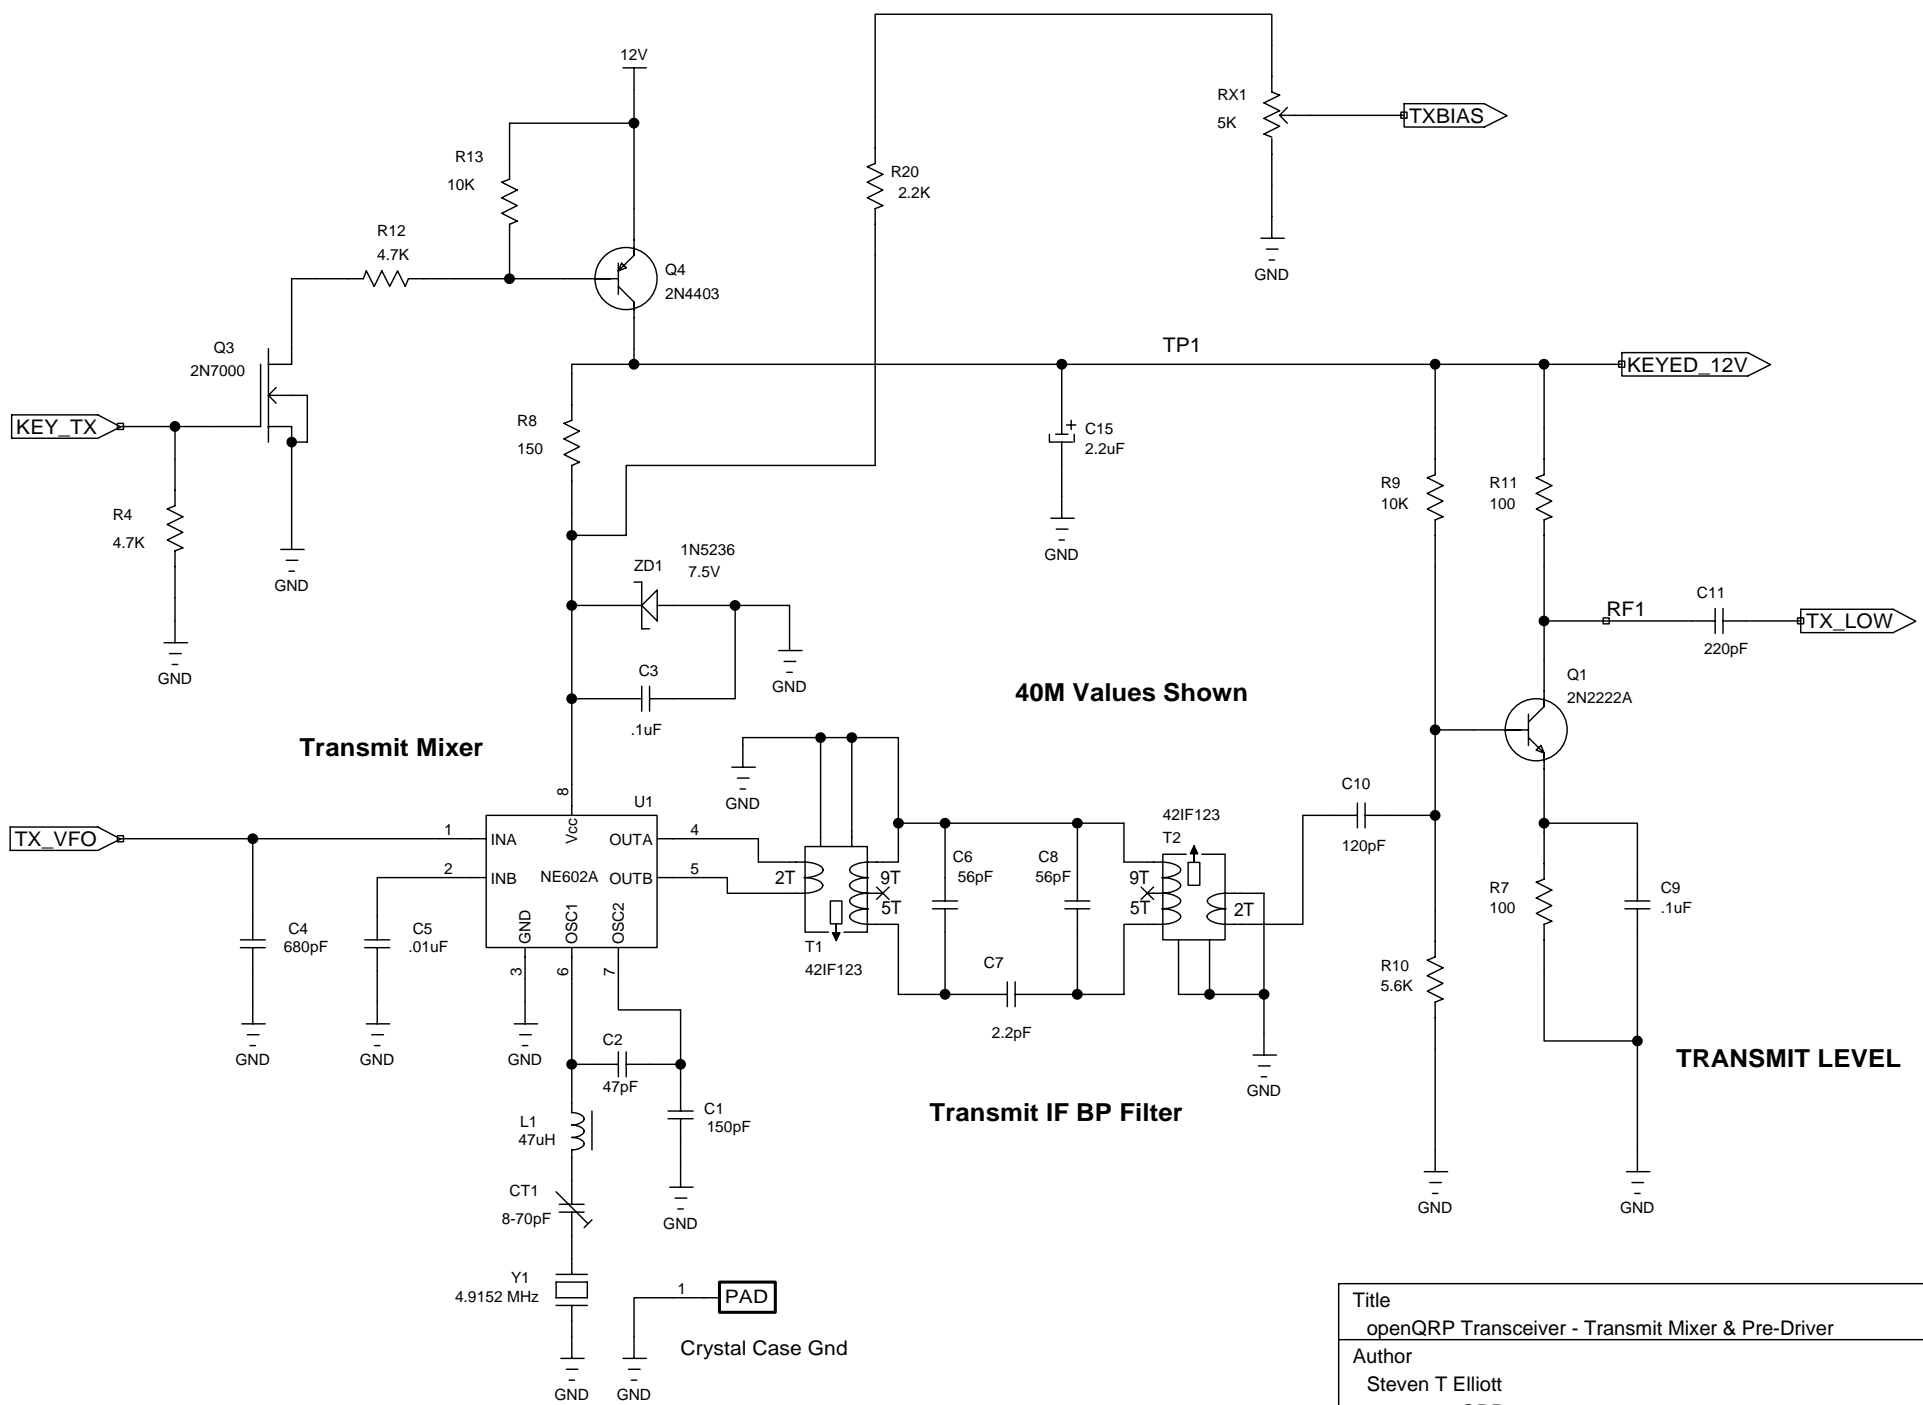 12V
RX1
5K
TXBIAS
R13
10K
R20
2.2K
R12
4.7K
GND
Q4
2N4403
Q3
2N7000
TP1
KEYED_12V
KEY_TX
R8
150
C15
2.2uF
R9
10K
R11
100
R4
4.7K
GND
GND
1N5236
7.5V
ZD1
GND
C3
.1uF
GND
RF1
C11
220pF
TX_LOW
40M Values Shown
Q1
2N2222A
Transmit Mixer
GND
8
U1
TX_VFO
1
INA
Vcc
OUTA
4
2
INB
NE602A
OUTB
5
GND
OSC1
OSC2
3
6
7
2T
9T
5T
T1
42IF123
C6
56pF
C8
56pF
C7
2.2pF
42IF123
T2
9T
5T
2T
C10
120pF
R7
100
C9
.1uF
R10
5.6K
C4
680pF
C5
.01uF
GND
GND
GND
C2
47pF
C1
150pF
GND
TRANSMIT LEVEL
Transmit IF BP Filter
L1
47uH
CT1
8-70pF
GND
GND
GND
Y1
4.9152 MHz
1
PAD
Crystal Case Gnd
GND
GND
Title
openQRP Transceiver - Transmit Mixer & Pre-Driver
Author
Steven T Elliott